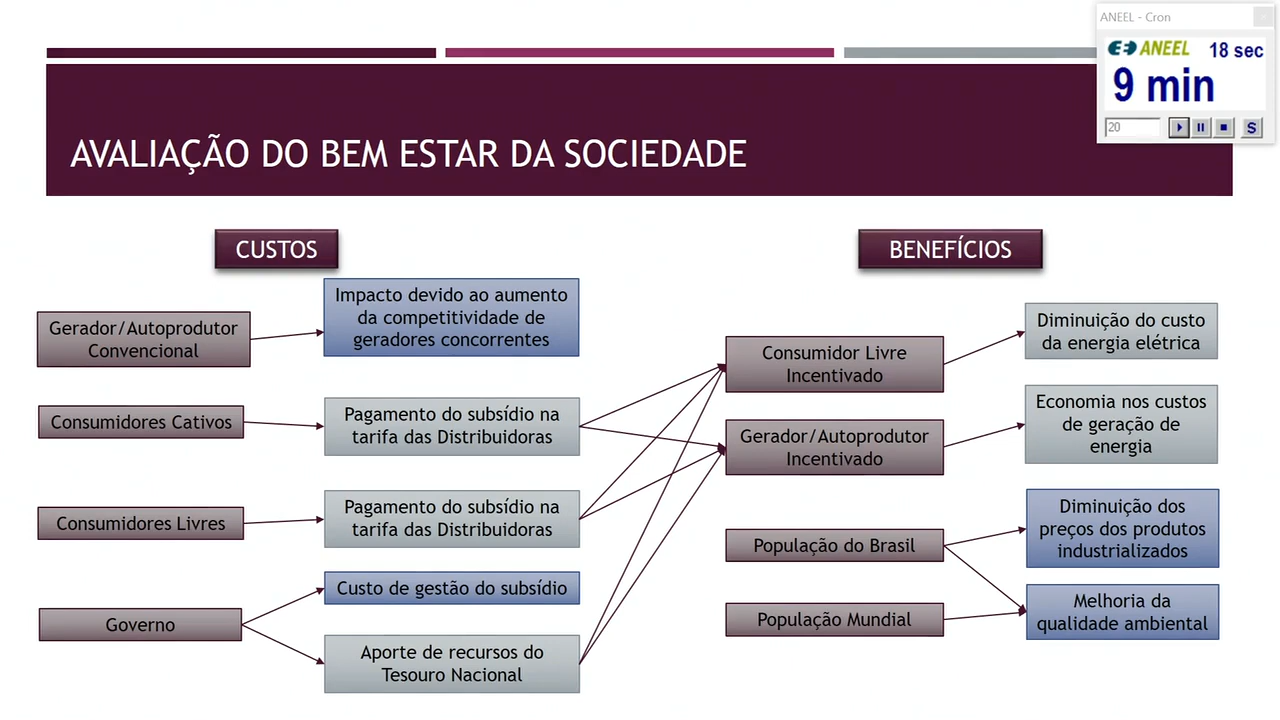 ANEEL - Cron
ANEEL 18 sec
9 min
20
S
AVALIAÇÃO DO BEM ESTAR DA SOCIEDADE
CUSTOS
Gerador/Autoprodutor
Convencional
Impacto devido ao aumento
da competitividade de
geradores concorrentes
Consumidores Cativos
Pagamento do subsídio na
tarifa das Distribuidoras
Consumidores Livres
Pagamento do subsídio na
tarifa das Distribuidoras
Governo
Custo de gestão do subsídio
Aporte de recursos do
Tesouro Nacional
BENEFÍCIOS
Consumidor Livre
Incentivado
Diminuição do custo
da energia elétrica
Gerador/Autoprodutor
Incentivado
Economia nos custos
de geração de
energia
População do Brasil
Diminuição dos
preços dos produtos
industrializados
População Mundial
Melhoria da
qualidade ambiental